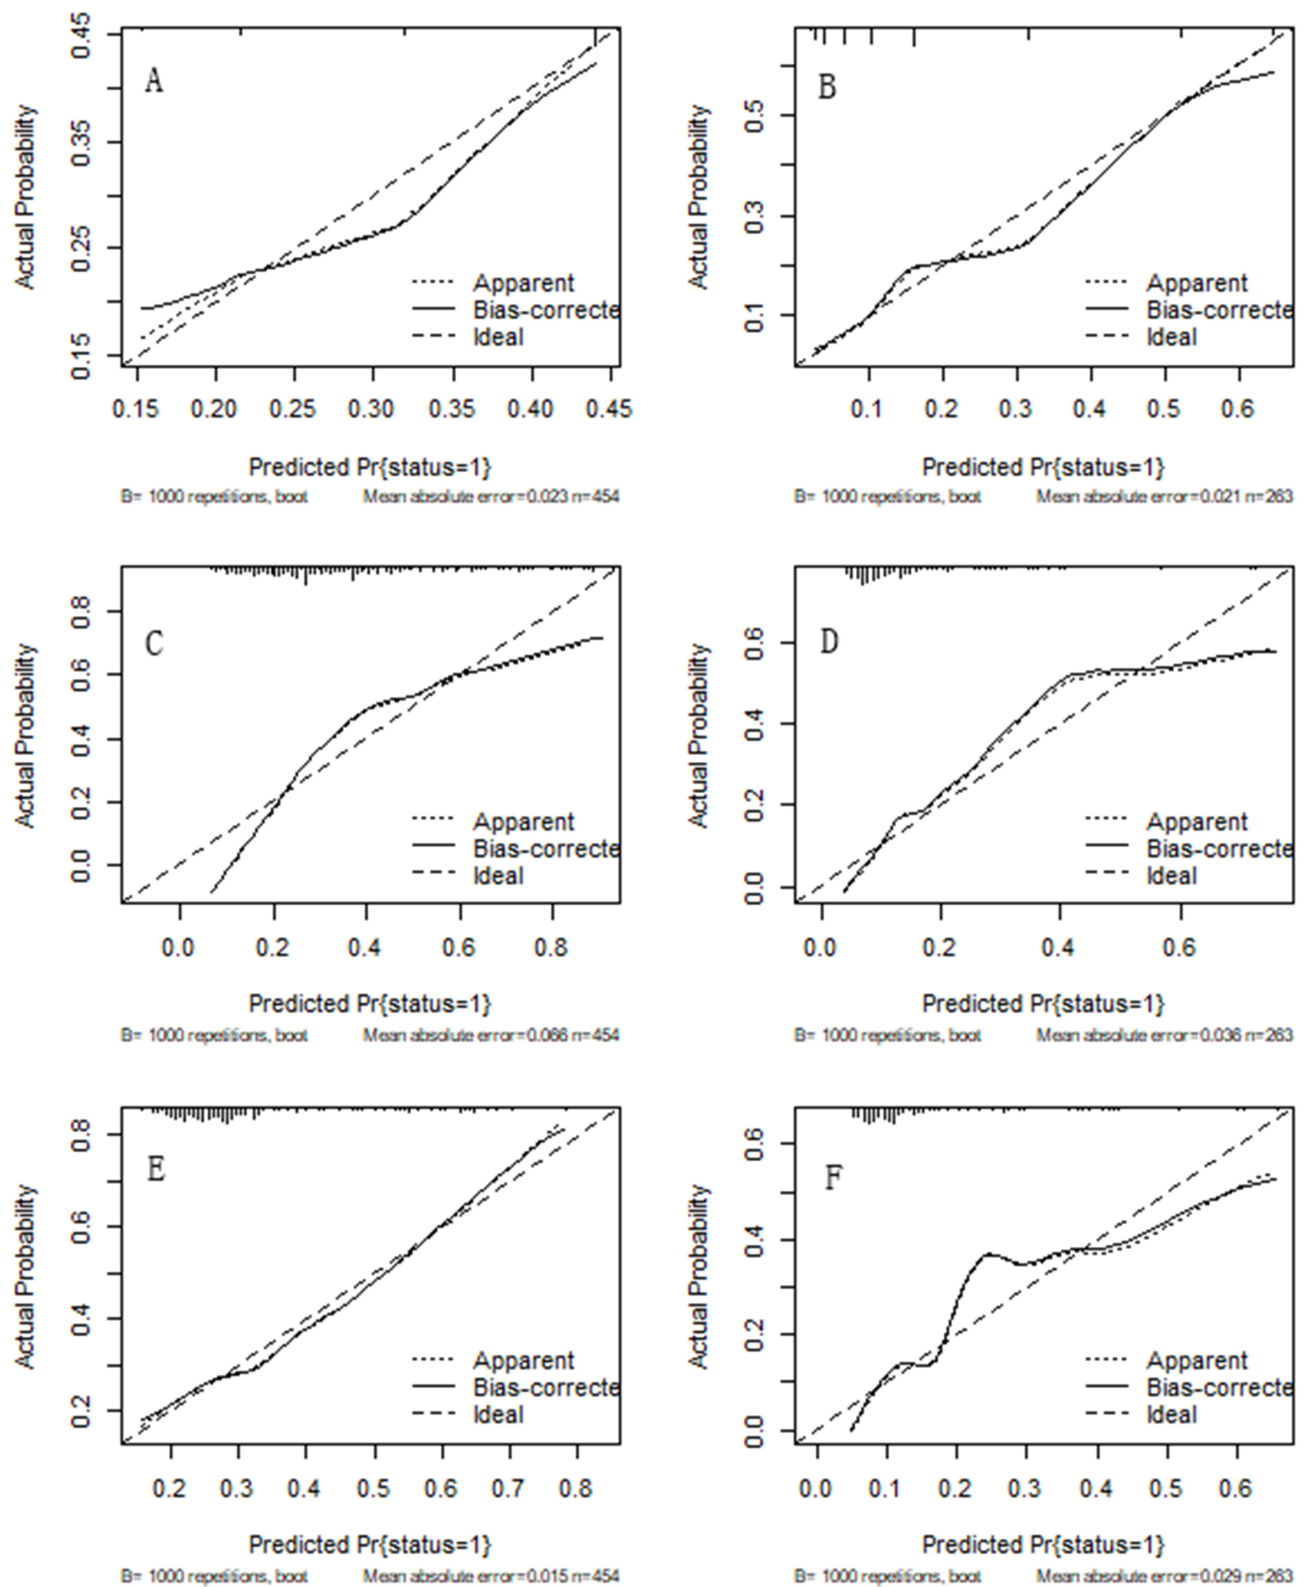 A
Actual Probability
0.15 0.25 0.35 0.45
Apparent
Bias-correcte
Ideal
0.15 0.20 0.25 0.30 0.35 0.40 0.45
Predicted Pr{status=1}
B= 1000 repetitions, boot Mean absolute error=0.023 n=454
B
Actual Probability
0.1 0.3 0.5
Apparent
Bias-correcte
Ideal
0.1 0.2 0.3 0.4 0.5 0.6
Predicted Pr{status=1}
B= 1000 repetitions, boot Mean absolute error=0.021 n=263
C
Actual Probability
0.0 0.2 0.4 0.6 0.8
Apparent
Bias-correcte
Ideal
0.0 0.2 0.4 0.6 0.8
Predicted Pr{status=1}
B= 1000 repetitions, boot Mean absolute error=0.066 n=454
D
Actual Probability
0.0 0.2 0.4 0.6
Apparent
Bias-correcte
Ideal
0.0 0.2 0.4 0.6
Predicted Pr{status=1}
B= 1000 repetitions, boot Mean absolute error=0.036 n=263
E
Actual Probability
0.2 0.4 0.6 0.8
Apparent
Bias-correcte
Ideal
0.2 0.3 0.4 0.5 0.6 0.7 0.8
Predicted Pr{status=1}
B= 1000 repetitions, boot Mean absolute error=0.015 n=454
F
Actual Probability
0.0 0.2 0.4 0.6
Apparent
Bias-correcte
Ideal
0.0 0.1 0.2 0.3 0.4 0.5 0.6
Predicted Pr{status=1}
B= 1000 repetitions, boot Mean absolute error=0.029 n=263